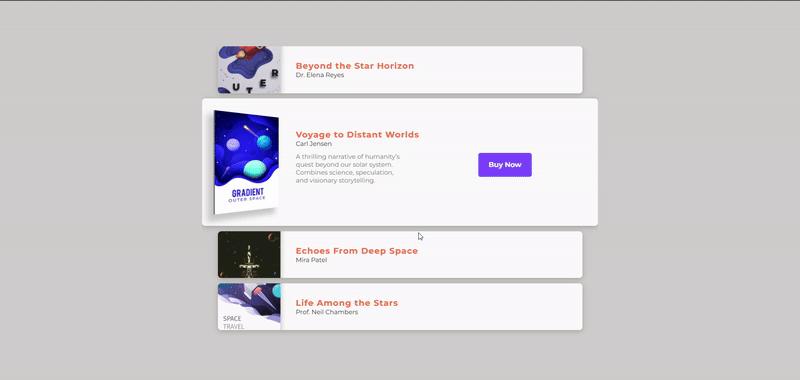 OUTER
Beyond the Star Horizon
Dr. Elena Reyes
GRADIENT
OUTER SPACE
Voyage to Distant Worlds
Carl Jensen
A thrilling narrative of humanity's
quest beyond our solar system.
Combines science, speculation,
and visionary storytelling.
Buy Now
Echoes From Deep Space
Mira Patel
SPACE
TRAVEL
Life Among the Stars
Prof. Neil Chambers